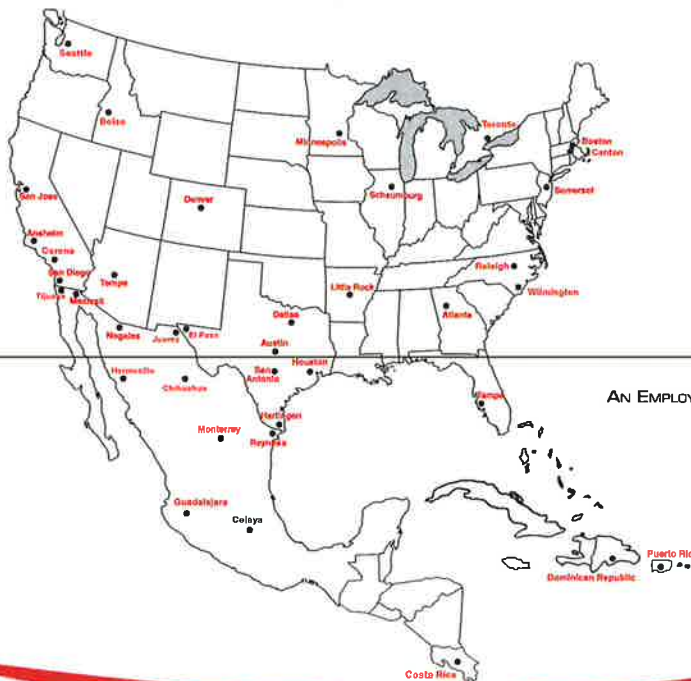 Seattle
Boise
Minneapolis
Toronto
Boston
Canton
San Jose
Denver
Schaumburg
Somerset
Anaheim
Corona
San Diego
Tijuana
Mexicali
Tempe
Little Rock
Raleigh
Wilmington
Dallas
Atlanta
Nogales
Juarez
El Paso
Austin
Hermosillo
Chihuahua
San
Antonio
Houston
Tampa
AN EMPLOY
Harlingen
Reynosa
Monterrey
Guadalajara
Celaya
Puerto Ric
Dominican Republic
Costa Rica